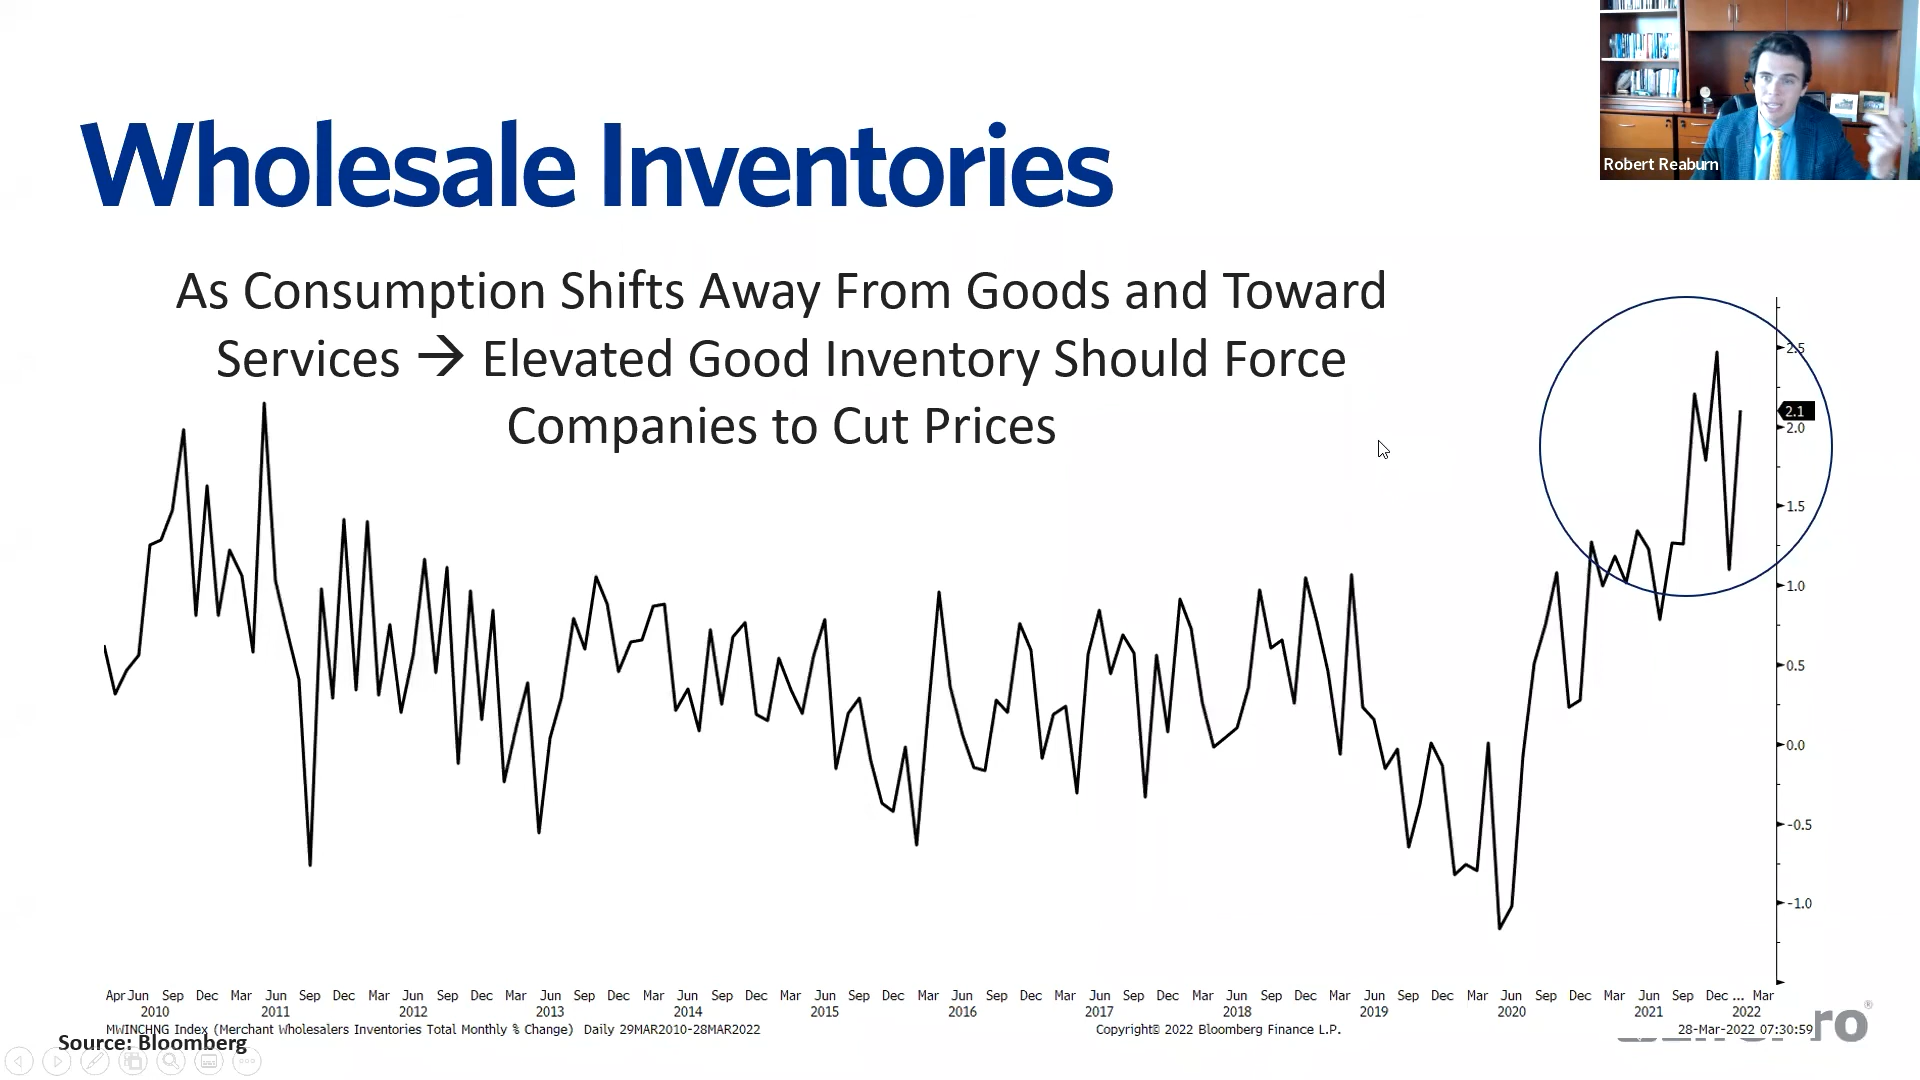 Wholesale Inventories
Robert Reaburn
As Consumption Shifts Away From Goods and Toward
Services → Elevated Good Inventory Should Force
Companies to Cut Prices
2.5
2.1
2.0
1.5
1.0
0.5
0.0
-0.5
-1.0
Apr Jun Sep Dec Mar Jun Sep Dec Mar Jun Sep Dec Mar Jun Sep Dec Mar Jun Sep Dec Mar Jun Sep Dec Mar Jun Sep Dec Mar Jun Sep Dec Mar Jun Sep Dec Mar Jun Sep Dec Mar Jun Sep Dec Mar Jun Sep Dec ... Mar
2010 2011 2012 2013 2014 2015 2016 2017 2018 2019 2020 2021 2022
MWINCHNG Index (Merchant Wholesalers Inventories Total Monthly % Change) Daily 29MAR2010-28MAR2022 Copyright© 2022 Bloomberg Finance L.P. 28-Mar-2022 07:30:59
Source: Bloomberg